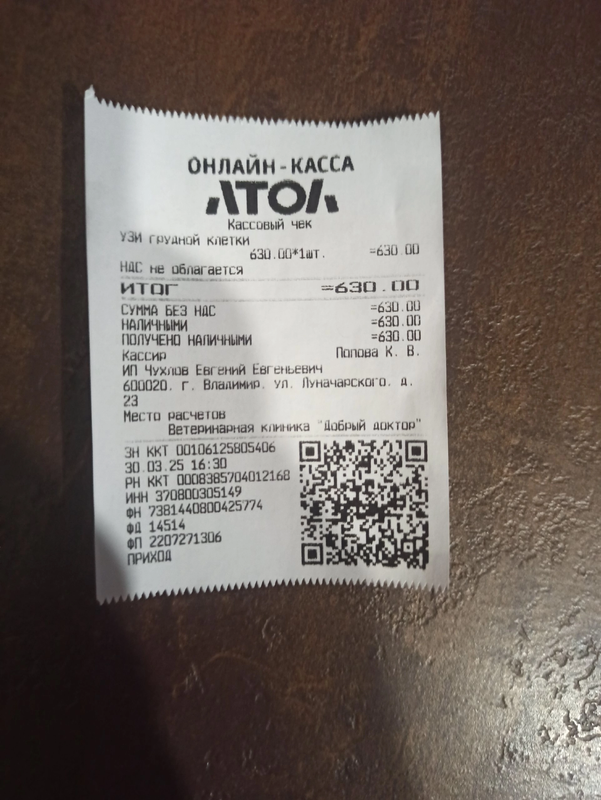 ОНЛАЙН-КАССА
АТОЛ
Кассовый чек
УЗИ грудной клетки
630.00*1шт. =630.00
НДС не облагается
ИТОГ =630.00
СУММА БЕЗ НДС =630.00
НАЛИЧНЫМИ =630.00
ПОЛУЧЕНО НАЛИЧНЫМИ =630.00
Кассир Попова К. В.
ИП Чухлов Евгений Евгеньевич
600020. г. Владимир. ул. Луначарского. д.
23
Место расчетов
Ветеринарная клиника "Добрый доктор"
ЗН ККТ 00106125805406
30.03.25 16:30
РН ККТ 0008385704012168
ИНН 370800305149
ФН 7381440800425774
ФД 14514
ФП 2207271306
ПРИХОД